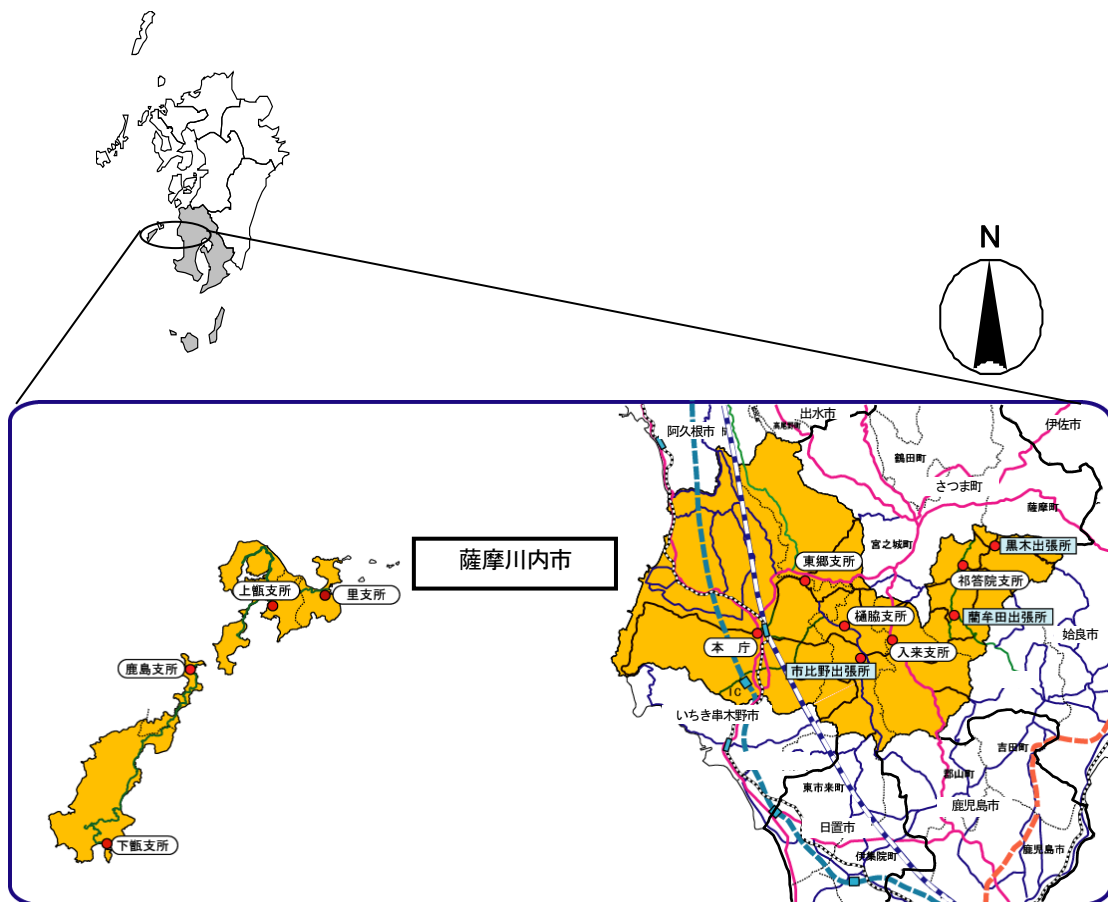 N
薩摩川内市
阿久根市
高尾野町
出水市
伊佐市
鶴田町
さつま町
薩摩町
宮之城町
黒木出張所
東郷支所
祁答院支所
上甑支所
里支所
樋脇支所
藺牟田出張所
姶良市
本 庁
入来支所
鹿島支所
市比野出張所
IC
いちき串木野市
吉田町
郡山町
東市来町
鹿児島市
日置市
下甑支所
伊集院町
鹿児島市